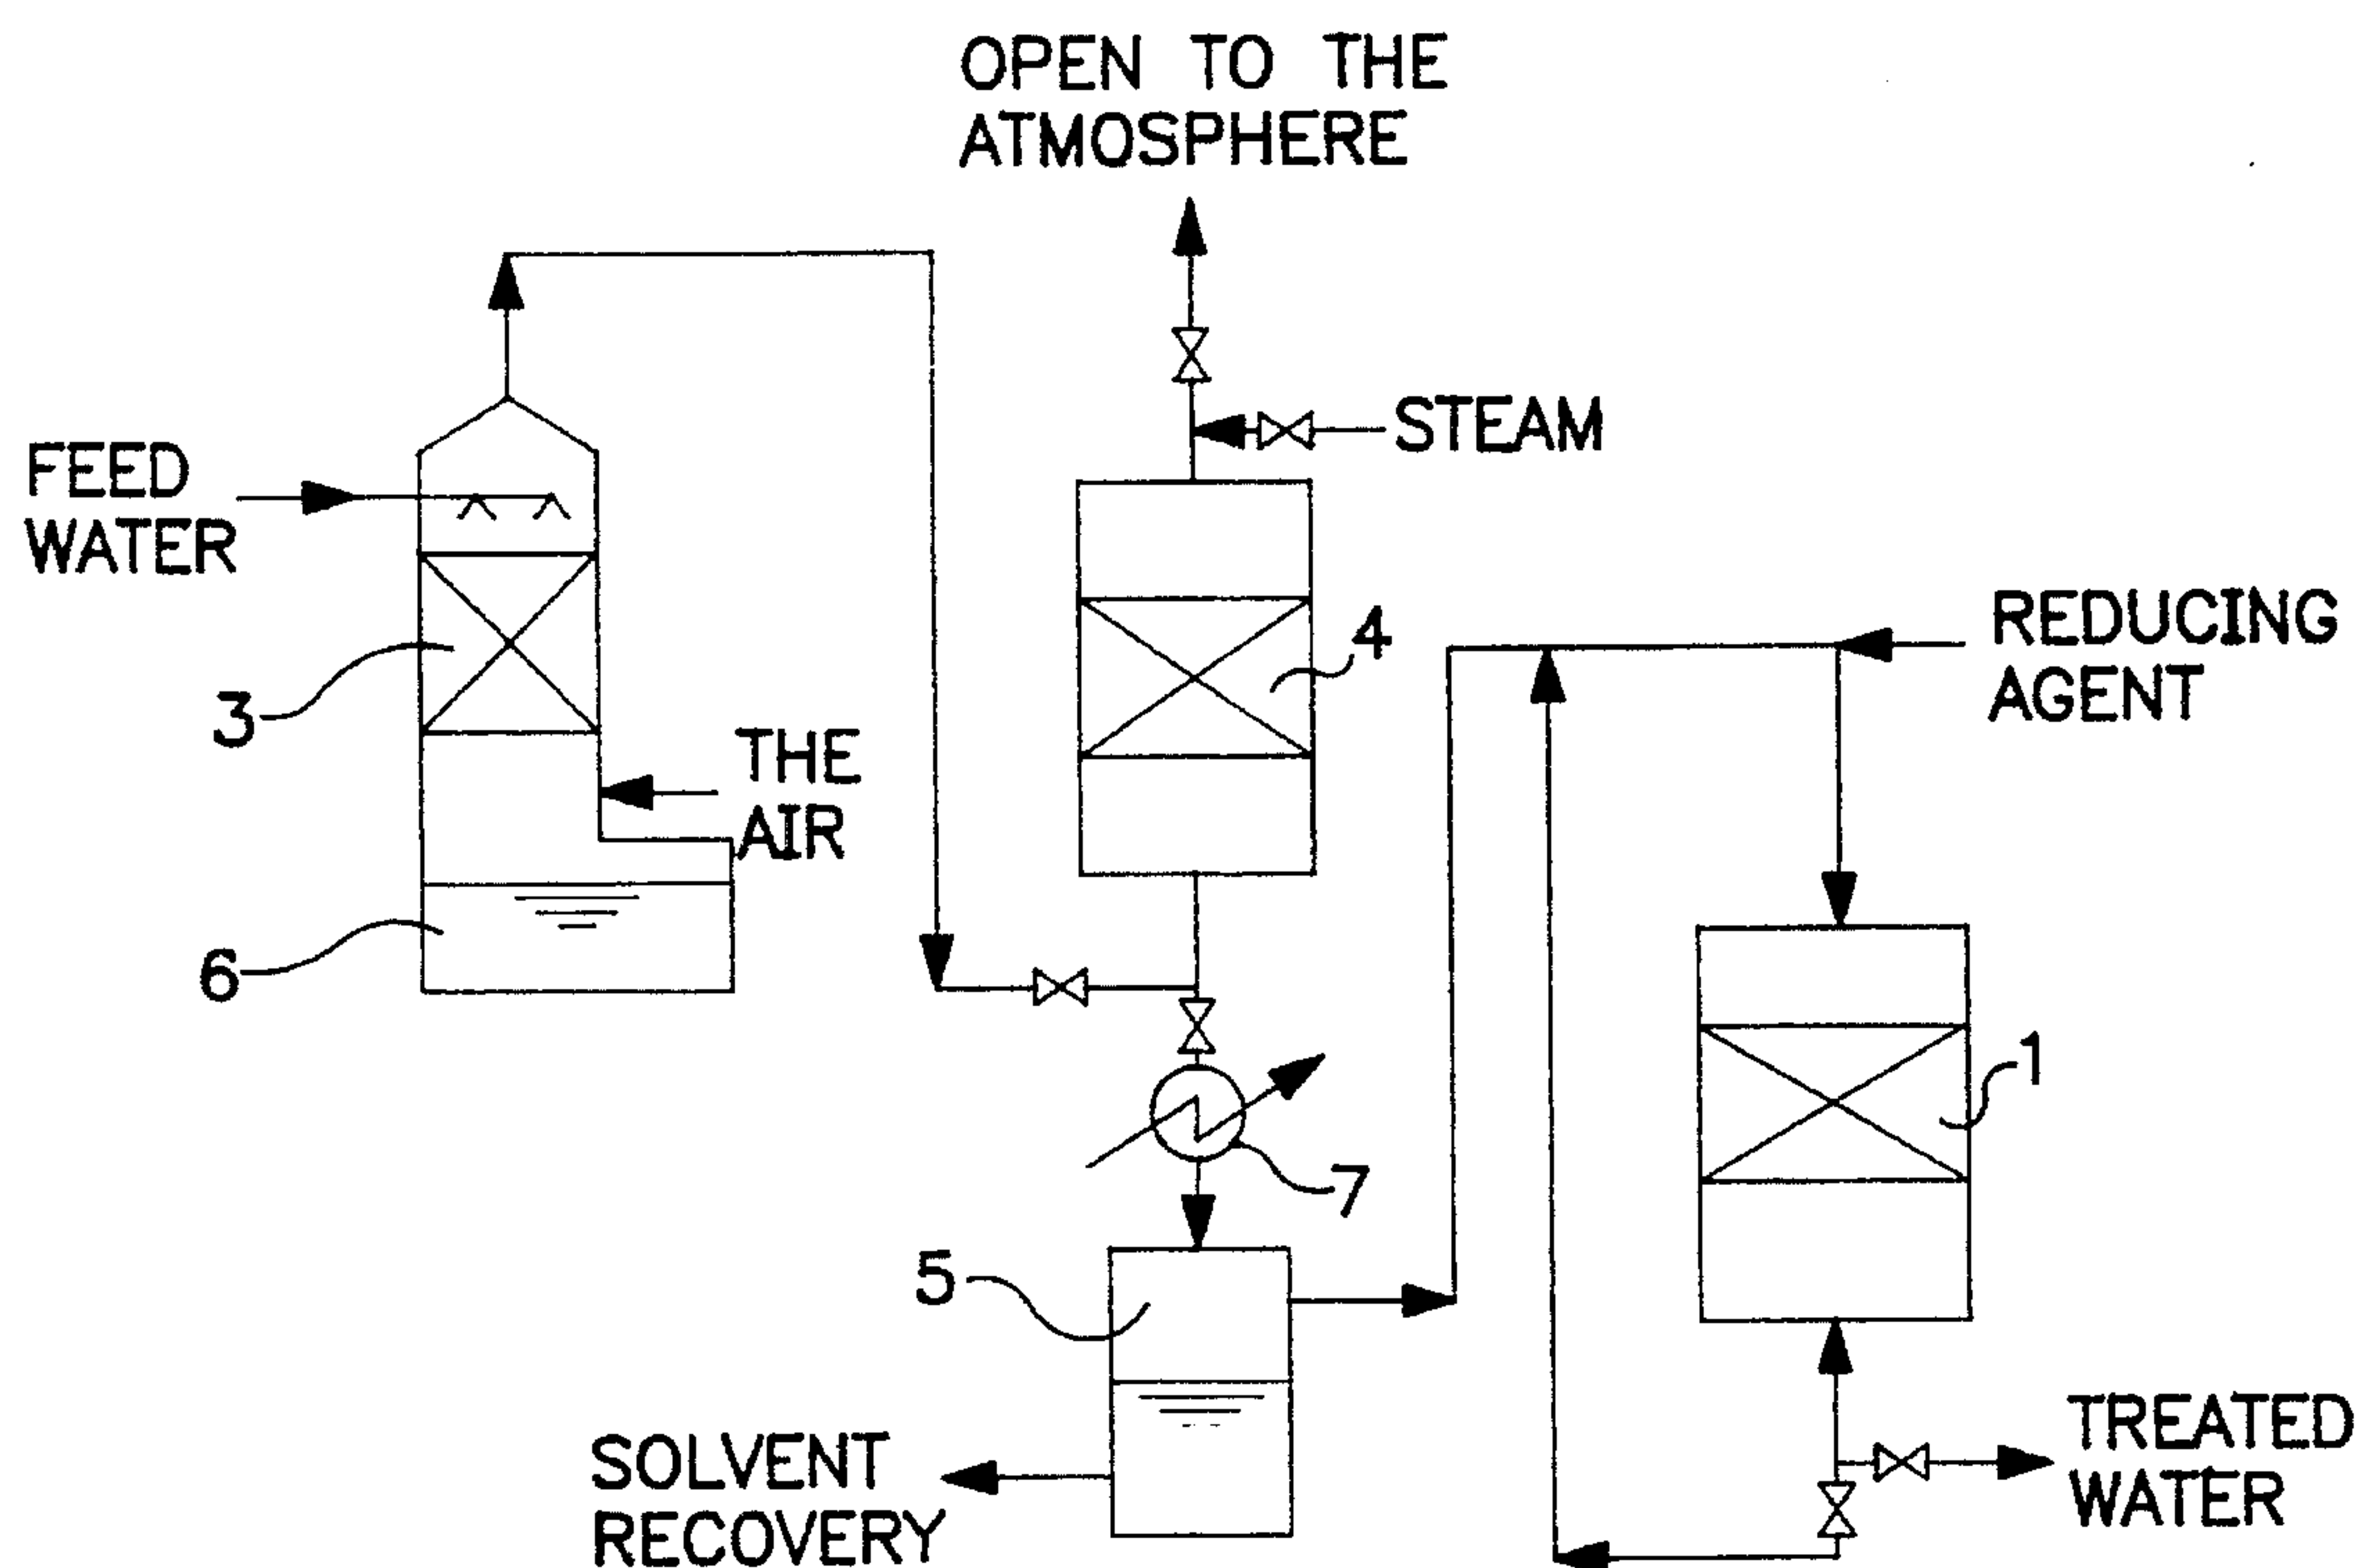 OPEN TO THE
ATMOSPHERE
FEED
WATER
STEAM
3
4
THE
AIR
REDUCING
AGENT
6
1
7
5
SOLVENT
RECOVERY
TREATED
WATER